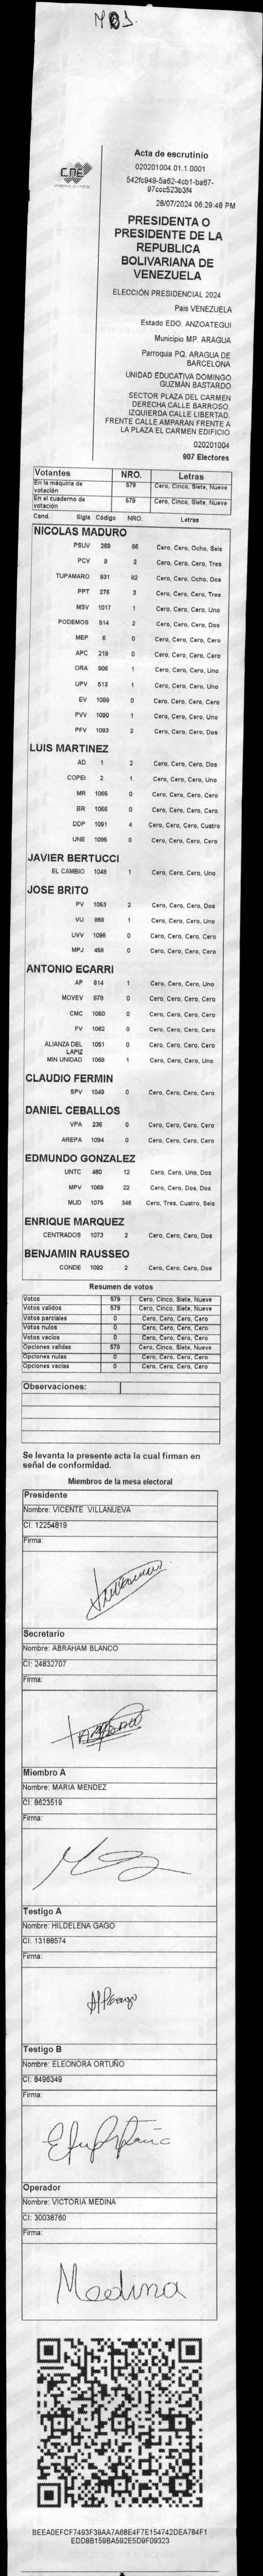 Nº01
CNE
Acta de escrutinio
020201004.01.1.0001
542fc949-5a62-4cb1-ba67-
97ccc523b3f4
28/07/2024 06:29:48 PM
PRESIDENTA O
PRESIDENTE DE LA
REPUBLICA
BOLIVARIANA DE
VENEZUELA
ELECCIÓN PRESIDENCIAL 2024
Pais VENEZUELA
Estado EDO. ANZOATEGUI
Municipio MP. ARAGUA
Parroquia PQ. ARAGUA DE
BARCELONA
UNIDAD EDUCATIVA DOMINGO
GUZMÁN BASTARDO
SECTOR PLAZA DEL CARMEN
DERECHA CALLE BARROSO.
IZQUIERDA CALLE LIBERTAD.
FRENTE CALLE AMPARAN FRENTE A
LA PLAZA EL CARMEN EDIFICIO
020201004
907 Electores
Votantes NRO. Letras
En la máquina de votación 579 Cero, Cinco, Siete, Nueve
En el cuaderno de votación 579 Cero, Cinco, Siete, Nueve
Cand. Sigla Código NRO. Letras
NICOLAS MADURO
PSUV 269 86 Cero, Cero, Ocho, Seis
PCV 9 3 Cero, Cero, Cero, Tres
TUPAMARO 931 82 Cero, Cero, Ocho, Dos
PPT 276 3 Cero, Cero, Cero, Tres
MSV 1017 1 Cero, Cero, Cero, Uno
PODEMOS 514 2 Cero, Cero, Cero, Dos
MEP 6 0 Cero, Cero, Cero, Cero
APC 219 0 Cero, Cero, Cero, Cero
ORA 906 1 Cero, Cero, Cero, Uno
UPV 613 1 Cero, Cero, Cero, Uno
EV 1099 0 Cero, Cero, Cero, Cero
PVV 1090 1 Cero, Cero, Cero, Uno
PFV 1093 2 Cero, Cero, Cero, Dos
LUIS MARTINEZ
AD 1 2 Cero, Cero, Cero, Dos
COPEI 2 1 Cero, Cero, Cero, Uno
MR 1065 0 Cero, Cero, Cero, Cero
BR 1066 0 Cero, Cero, Cero, Cero
DDP 1091 4 Cero, Cero, Cero, Cuatro
UNE 1095 0 Cero, Cero, Cero, Cero
JAVIER BERTUCCI
EL CAMBIO 1048 1 Cero, Cero, Cero, Uno
JOSE BRITO
PV 1053 2 Cero, Cero, Cero, Dos
VU 868 1 Cero, Cero, Cero, Uno
UVV 1096 0 Cero, Cero, Cero, Cero
MPJ 459 0 Cero, Cero, Cero, Cero
ANTONIO ECARRI
AP 814 1 Cero, Cero, Cero, Uno
MOVEV 878 0 Cero, Cero, Cero, Cero
CMC 1050 0 Cero, Cero, Cero, Cero
FV 1062 0 Cero, Cero, Cero, Cero
ALIANZA DEL LAPIZ 1051 0 Cero, Cero, Cero, Cero
MIN UNIDAD 1068 1 Cero, Cero, Cero, Uno
CLAUDIO FERMIN
SPV 1049 0 Cero, Cero, Cero, Cero
DANIEL CEBALLOS
VPA 236 0 Cero, Cero, Cero, Cero
AREPA 1094 0 Cero, Cero, Cero, Cero
EDMUNDO GONZALEZ
UNTC 460 12 Cero, Cero, Uno, Dos
MPV 1069 22 Cero, Cero, Dos, Dos
MUD 1075 346 Cero, Tres, Cuatro, Seis
ENRIQUE MARQUEZ
CENTRADOS 1073 2 Cero, Cero, Cero, Dos
BENJAMIN RAUSSEO
CONDE 1092 2 Cero, Cero, Cero, Dos
Resumen de votos
Votos 579 Cero, Cinco, Siete, Nueve
Votos validos 579 Cero, Cinco, Siete, Nueve
Votos parciales 0 Cero, Cero, Cero, Cero
Votos nulos 0 Cero, Cero, Cero, Cero
Votos vacios 0 Cero, Cero, Cero, Cero
Opciones validas 579 Cero, Cinco, Siete, Nueve
Opciones nulas 0 Cero, Cero, Cero, Cero
Opciones vacias 0 Cero, Cero, Cero, Cero
Observaciones:
Se levanta la presente acta la cual firman en
señal de conformidad.
Miembros de la mesa electoral
Presidente
Nombre: VICENTE VILLANUEVA
CI: 12254819
Firma:
Secretario
Nombre: ABRAHAM BLANCO
CI: 24832707
Firma:
Miembro A
Nombre: MARIA MENDEZ
CI: 8623519
Firma:
Testigo A
Nombre: HILDELENA GAGO
CI: 13188574
Firma:
Testigo B
Nombre: ELEONORA ORTUÑO
CI: 8496349
Firma:
Operador
Nombre: VICTORIA MEDINA
CI: 30038760
Firma:
Medina
BEEA0EFCF7493F39AA7A68E4F7E154742DEA784F1
EDD8B159BA592E5D9F09323